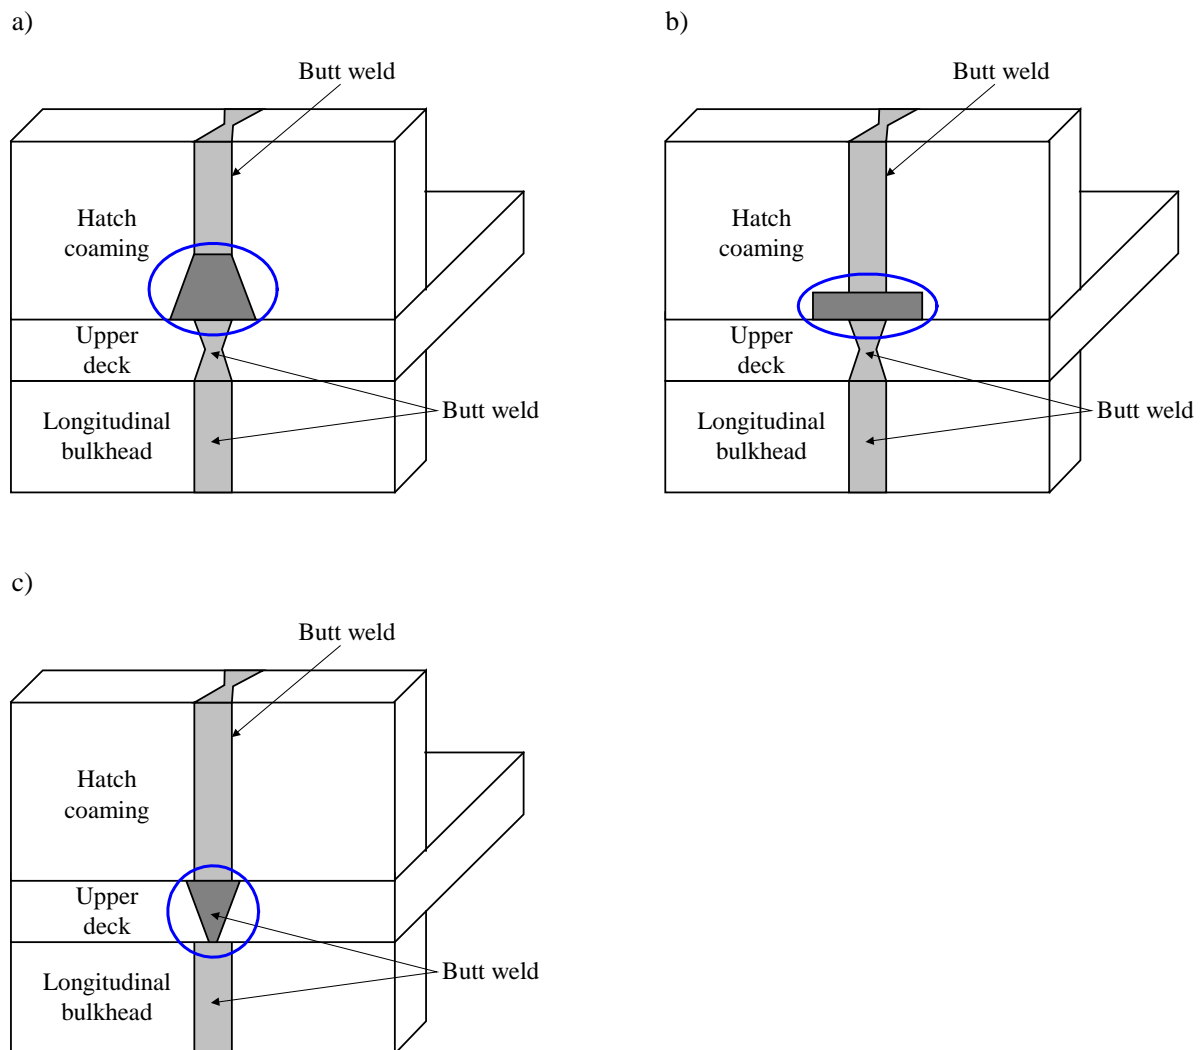 a)
Butt weld
Hatch
coaming
Upper
deck
Longitudinal
bulkhead
Butt weld
b)
Butt weld
Hatch
coaming
Upper
deck
Longitudinal
bulkhead
Butt weld
c)
Butt weld
Hatch
coaming
Upper
deck
Longitudinal
bulkhead
Butt weld